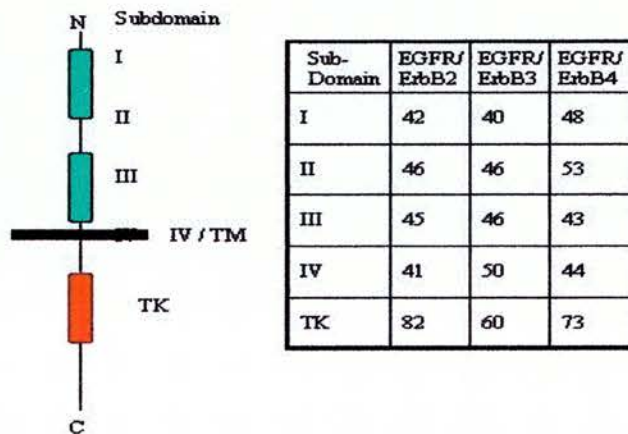 N Subdomain
I
II
III
IV / TM
TK
C
Sub-Domain EGFR/ErbB2 EGFR/ErbB3 EGFR/ErbB4
I 42 40 48
II 46 46 53
III 45 46 43
IV 41 50 44
TK 82 60 73